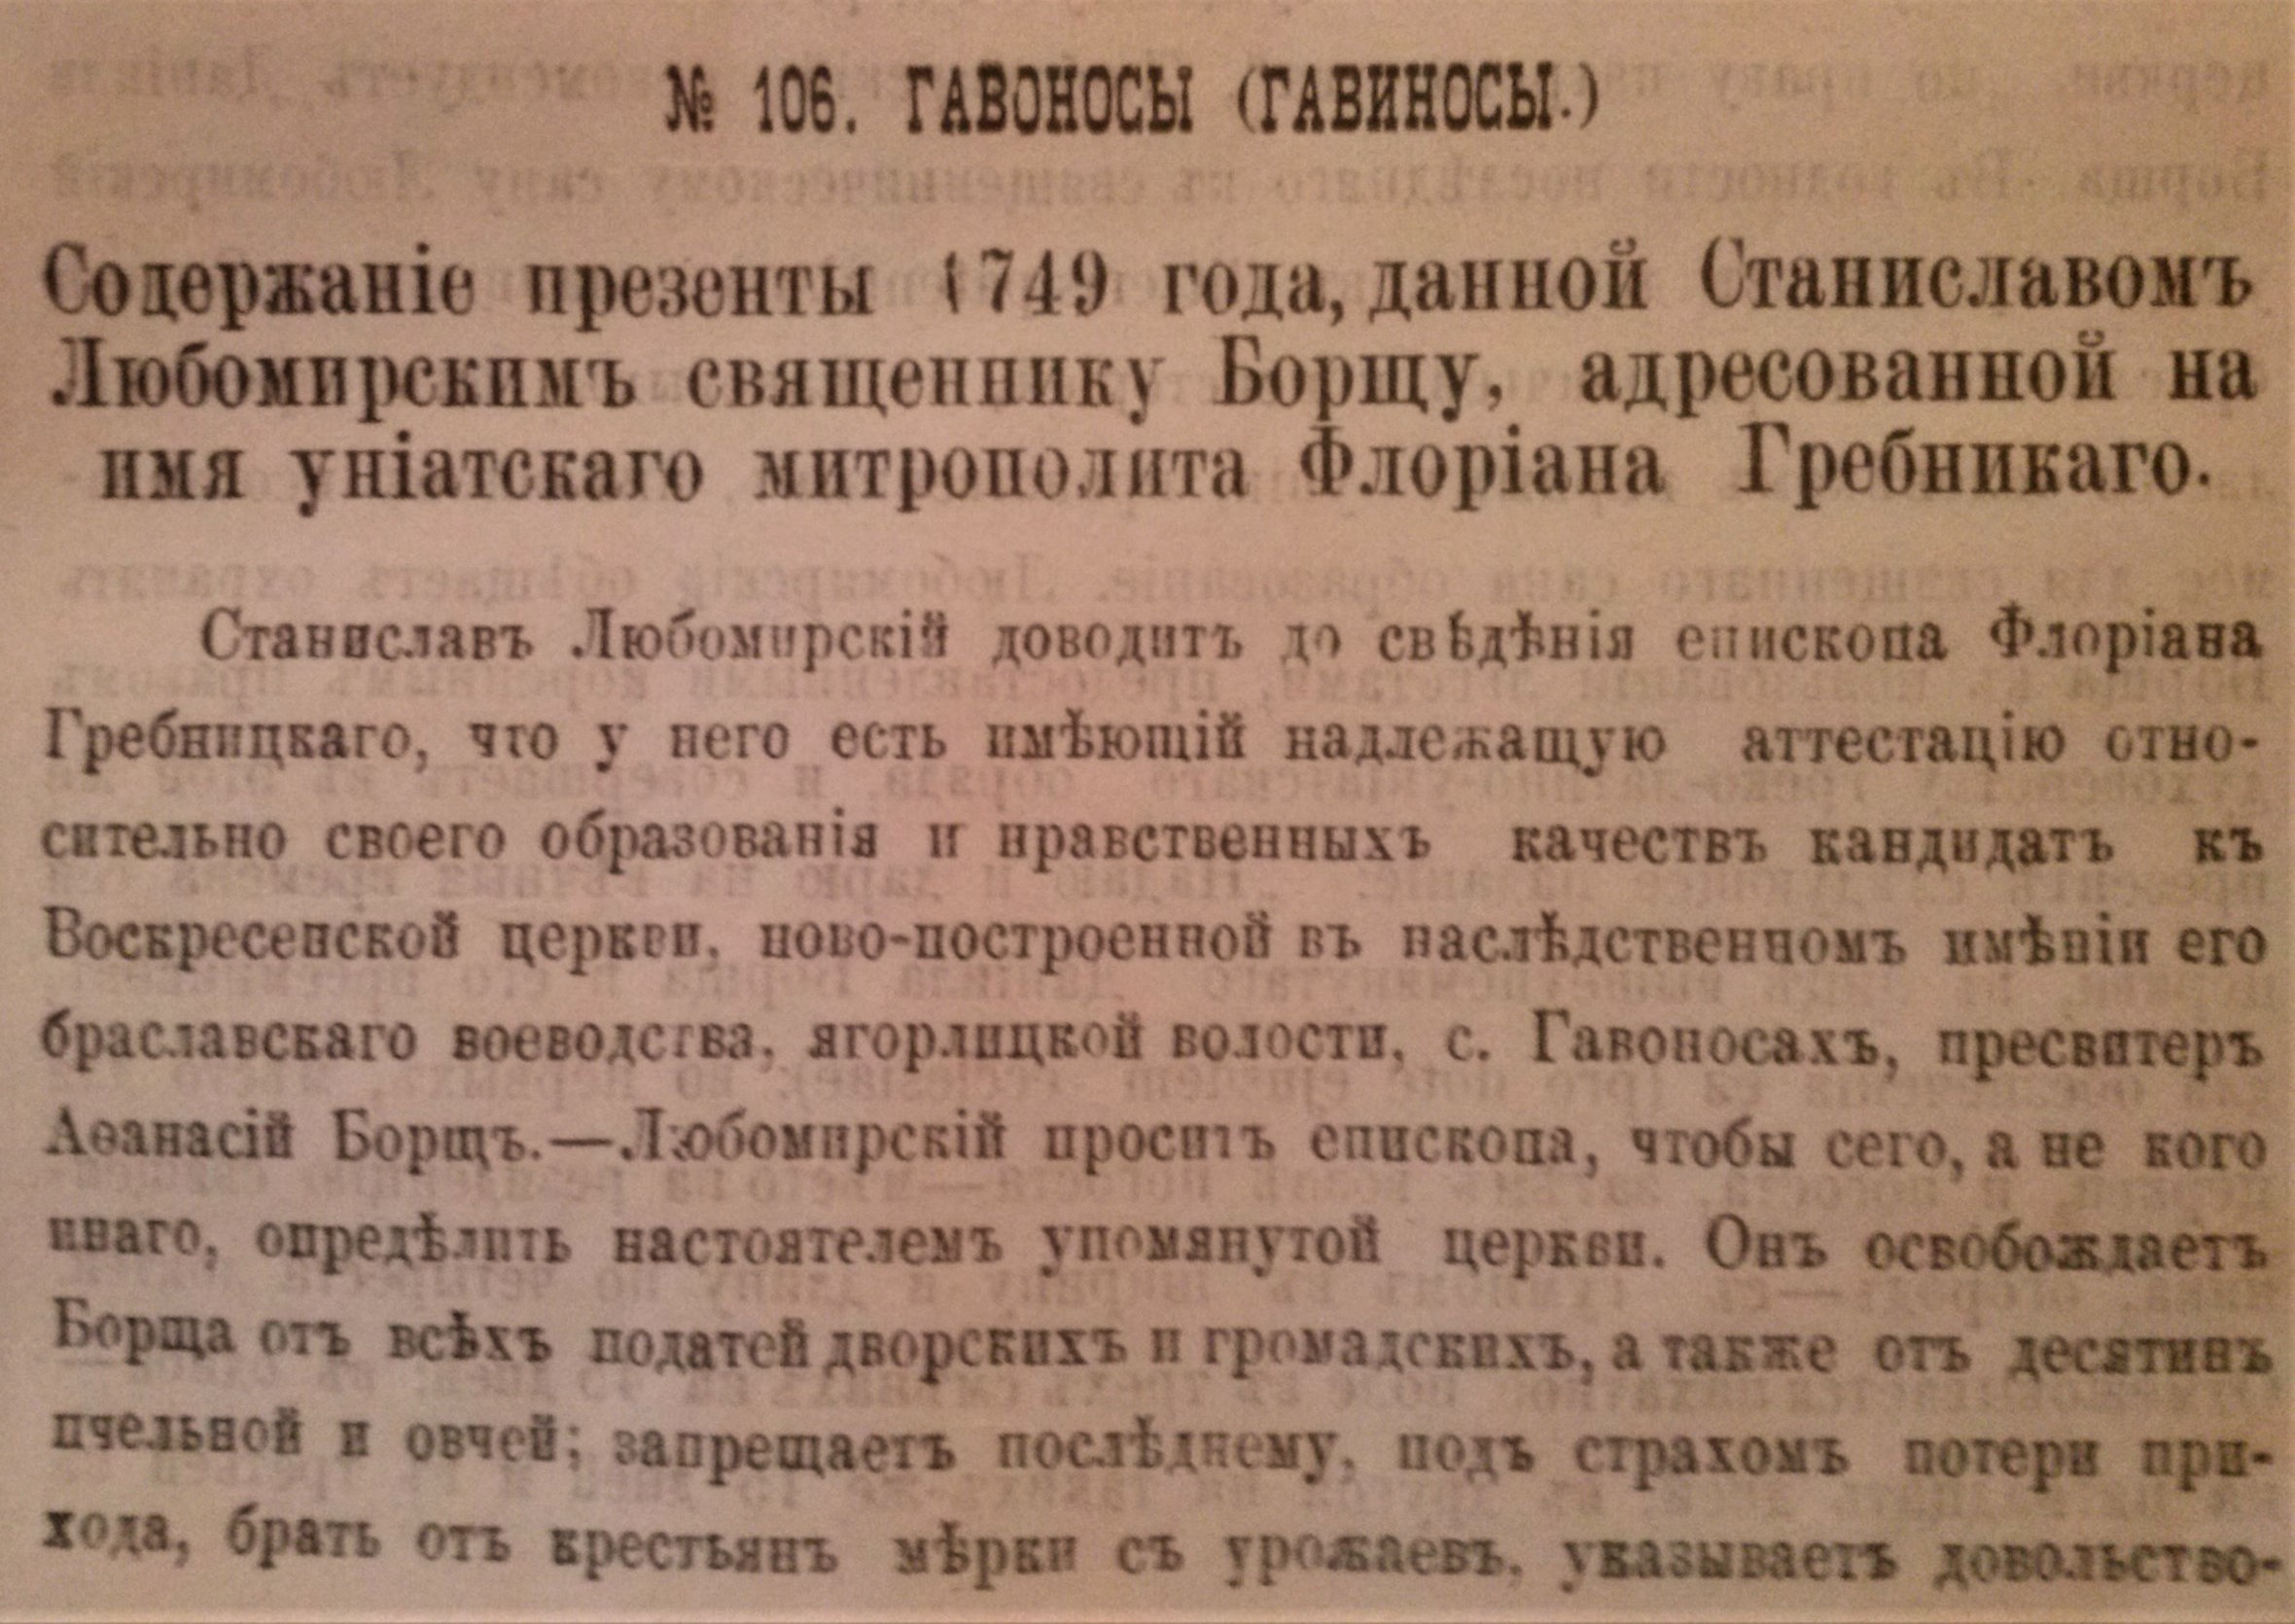 № 106. ГАВОНОСЫ (ГАВИНОСЫ.)
Содержаніе презенты 1749 года, данной Станиславомъ
Любомирскимъ священнику Борщу, адресованной на
имя уніатскаго митрополита Флоріана Гребникаго.
Станиславъ Любомирскій доводитъ до свѣдѣнія епископа Флоріана
Гребницкаго, что у него есть имѣющій надлежащую аттестацію отно-
сительно своего образованія и нравственныхъ качествъ кандидатъ къ
Воскресенской церкви, ново-построенной въ наслѣдственномъ имѣніи его
браславскаго воеводства, ягорлицкой волости, с. Гавоносахъ, пресвитеръ
Аѳанасій Борщъ.—Любомирскій проситъ епископа, чтобы сего, а не кого
инаго, опредѣлить настоятелемъ упомянутой церкви. Онъ освобождаетъ
Борща отъ всѣхъ податей дворскихъ и громадскихъ, а также отъ десятинъ
пчельной и овчей; запрещаетъ послѣднему, подъ страхомъ потери при-
хода, брать отъ крестьянъ мѣрки съ урожаевъ, указываетъ довольство-